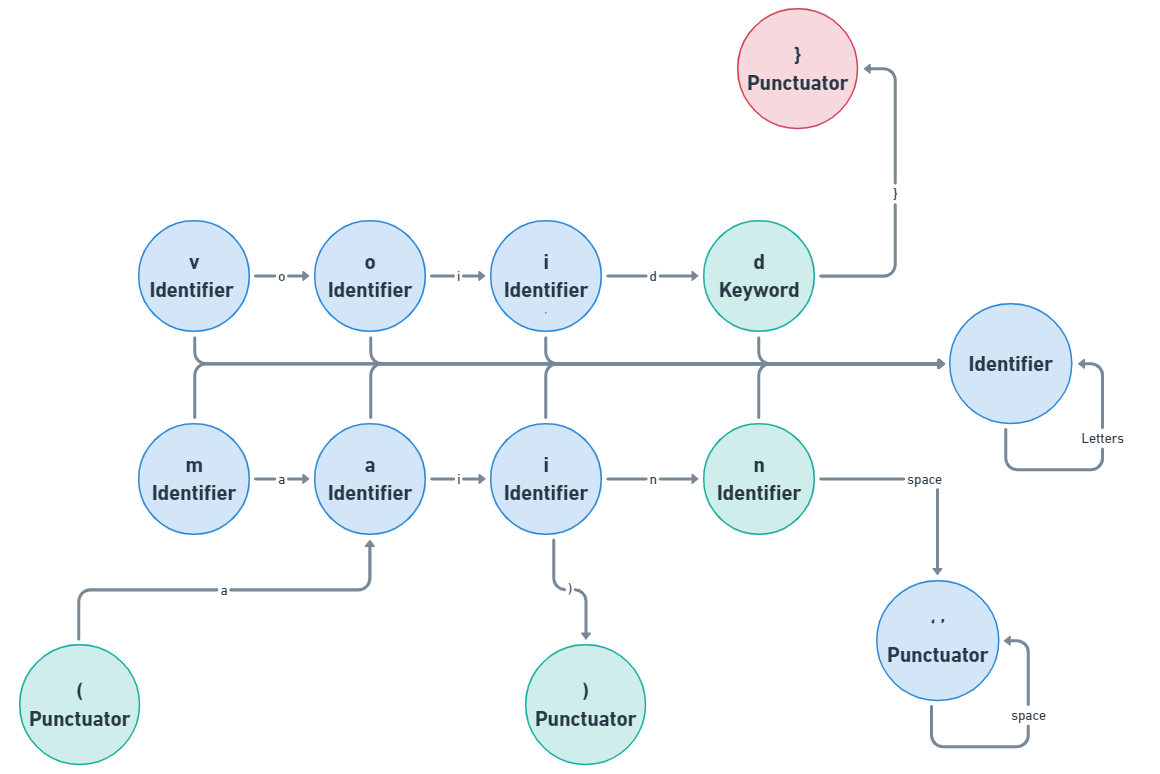 }
Punctuator
}
v
Identifier
o
o
Identifier
i
i
Identifier
d
d
Keyword
Identifier
Letters
m
Identifier
a
a
Identifier
i
i
Identifier
n
n
Identifier
space
a
)
‘ ’
Punctuator
space
(
Punctuator
)
Punctuator